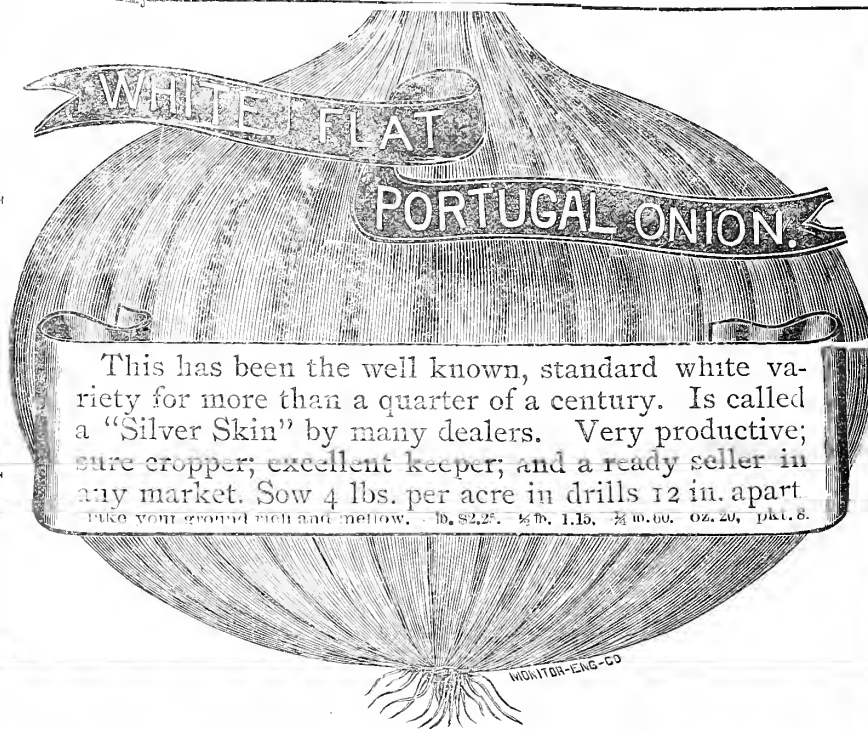 WHITE FLAT
PORTUGAL ONION.
This has been the well known, standard white va-
riety for more than a quarter of a century. Is called
a "Silver Skin" by many dealers. Very productive;
sure cropper; excellent keeper; and a ready seller in
any market. Sow 4 lbs. per acre in drills 12 in. apart
your ground rich and mellow. lb. $2.25. ½ lb. 1.15, ¼ lb. 60. oz. 20, pkt. 8.
MONITOR-ENG-CO